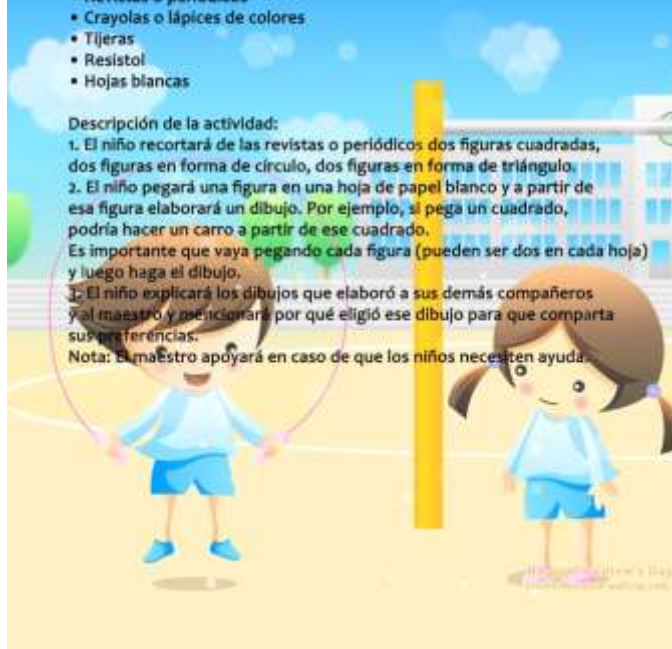 • Revistas o periódicos
• Crayolas o lápices de colores
• Tijeras
• Resistol
• Hojas blancas
Descripción de la actividad:
1. El niño recortará de las revistas o periódicos dos figuras cuadradas,
dos figuras en forma de círculo, dos figuras en forma de triángulo.
2. El niño pegará una figura en una hoja de papel blanco y a partir de
esa figura elaborará un dibujo. Por ejemplo, si pega un cuadrado,
podría hacer un carro a partir de ese cuadrado.
Es importante que vaya pegando cada figura (pueden ser dos en cada hoja)
y luego haga el dibujo.
3. El niño explicará los dibujos que elaboró a sus demás compañeros
y al maestro y mencionará por qué eligió ese dibujo para que comparta
sus preferencias.
Nota: El maestro apoyará en caso de que los niños necesiten ayuda.